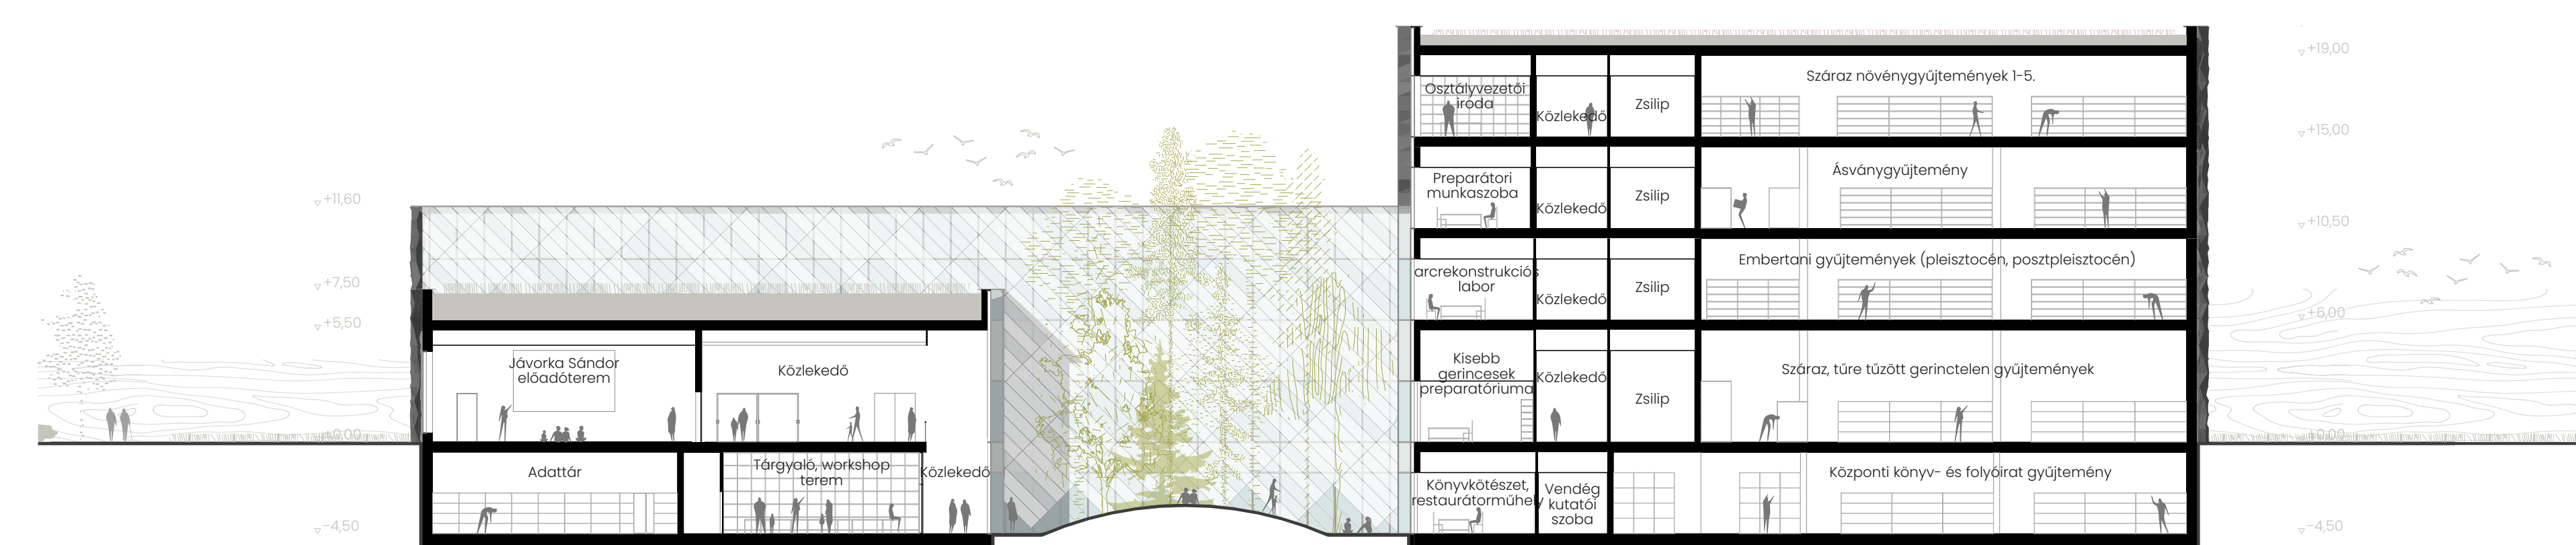 +19,00
Száraz növénygyűjtemények 1-5.
Osztályvezetői
iroda
Közlekedő
Zsilip
+15,00
Ásványgyűjtemény
Preparátori
munkaszoba
Közlekedő
Zsilip
+11,60
+10,50
Embertani gyűjtemények (pleisztocén, posztpleisztocén)
arcrekonstrukciós
labor
Közlekedő
Zsilip
+7,50
+5,50
+6,00
Jávorka Sándor
előadóterem
Közlekedő
Kisebb
gerincesek
preparatóriuma
Közlekedő
Zsilip
Száraz, tűre tűzött gerinctelen gyűjtemények
±0,00
±0,00
Adattár
Tárgyaló, workshop
terem
Közlekedő
Könyvkötészet,
restaurátorműhely
Vendég
kutatói
szoba
Központi könyv- és folyóirat gyűjtemény
-4,50
-4,50